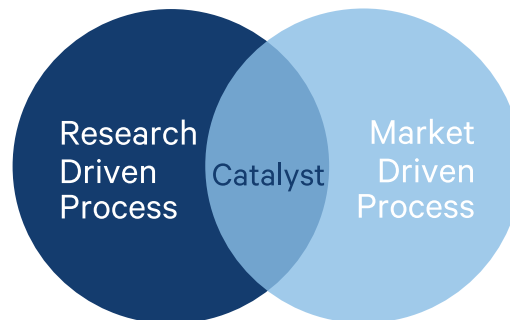 Research
Driven
Process
Catalyst
Market
Driven
Process